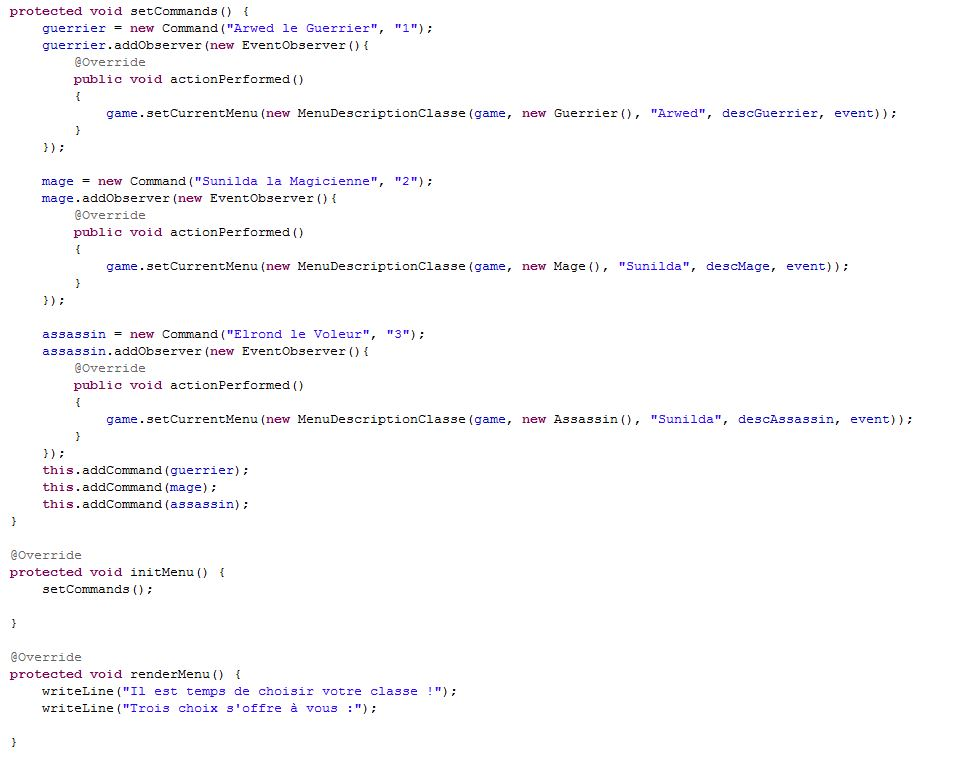 protected void setCommands() {
guerrier = new Command("Arwed le Guerrier", "1");
guerrier.addObserver(new EventObserver(){
@Override
public void actionPerformed()
{
game.setCurrentMenu(new MenuDescriptionClasse(game, new Guerrier(), "Arwed", descGuerrier, event));
}
});
mage = new Command("Sunilda la Magicienne", "2");
mage.addObserver(new EventObserver(){
@Override
public void actionPerformed()
{
game.setCurrentMenu(new MenuDescriptionClasse(game, new Mage(), "Sunilda", descMage, event));
}
});
assassin = new Command("Elrond le Voleur", "3");
assassin.addObserver(new EventObserver(){
@Override
public void actionPerformed()
{
game.setCurrentMenu(new MenuDescriptionClasse(game, new Assassin(), "Sunilda", descAssassin, event));
}
});
this.addCommand(guerrier);
this.addCommand(mage);
this.addCommand(assassin);
}
@Override
protected void initMenu() {
setCommands();
}
@Override
protected void renderMenu() {
writeLine("Il est temps de choisir votre classe !");
writeLine("Trois choix s'offre à vous :");
}